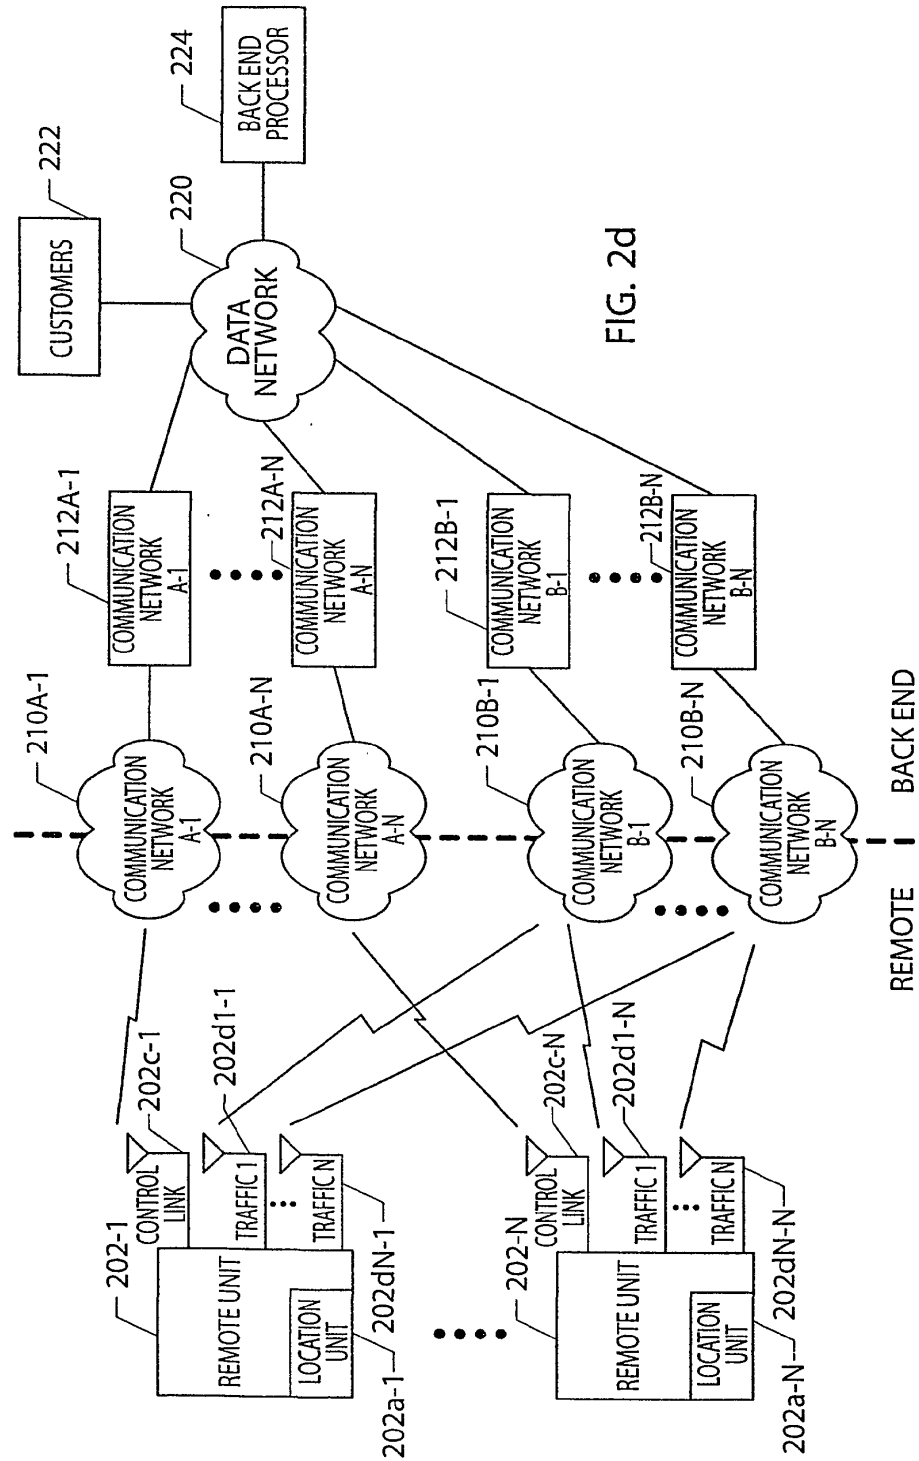 202-1
REMOTE UNIT
LOCATION
UNIT
202a-1
CONTROL
LINK
202c-1
TRAFFIC 1
202d1-1
TRAFFIC N
202dN-1
202-N
REMOTE UNIT
LOCATION
UNIT
202a-N
CONTROL
LINK
202c-N
TRAFFIC 1
202d1-N
TRAFFIC N
202dN-N
210A-1
COMMUNICATION
NETWORK
A-1
210A-N
COMMUNICATION
NETWORK
A-N
210B-1
COMMUNICATION
NETWORK
B-1
210B-N
COMMUNICATION
NETWORK
B-N
REMOTE
BACK END
212A-1
COMMUNICATION
NETWORK
A-1
212A-N
COMMUNICATION
NETWORK
A-N
212B-1
COMMUNICATION
NETWORK
B-1
212B-N
COMMUNICATION
NETWORK
B-N
222
CUSTOMERS
220
DATA
NETWORK
224
BACK END
PROCESSOR
FIG. 2d